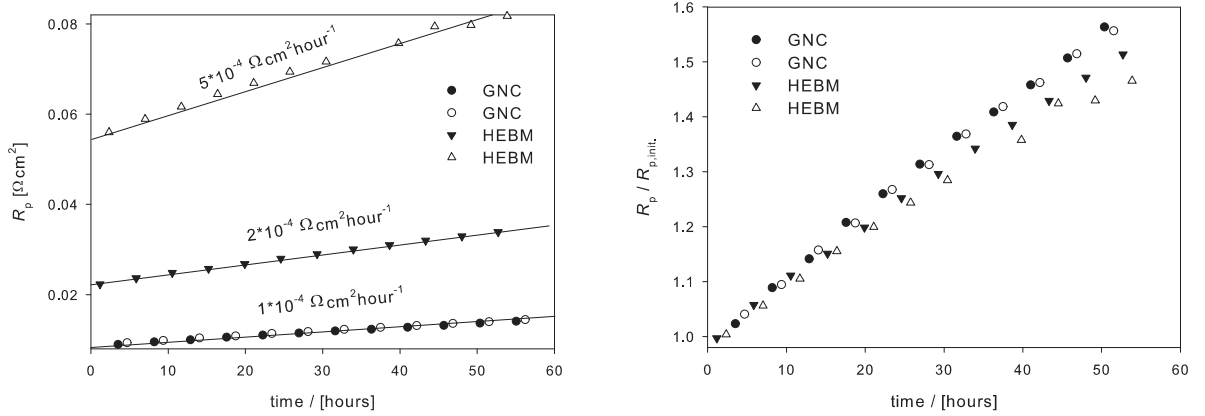 0.08
0.06
0.04
0.02
R_p [Ωcm²]
5*10⁻⁴ Ωcm²hour⁻¹
2*10⁻⁴ Ωcm²hour⁻¹
1*10⁻⁴ Ωcm²hour⁻¹
GNC
GNC
HEBM
HEBM
0 10 20 30 40 50 60
time / [hours]
1.6
1.5
1.4
1.3
1.2
1.1
1.0
R_p / R_p,init.
GNC
GNC
HEBM
HEBM
0 10 20 30 40 50 60
time / [hours]